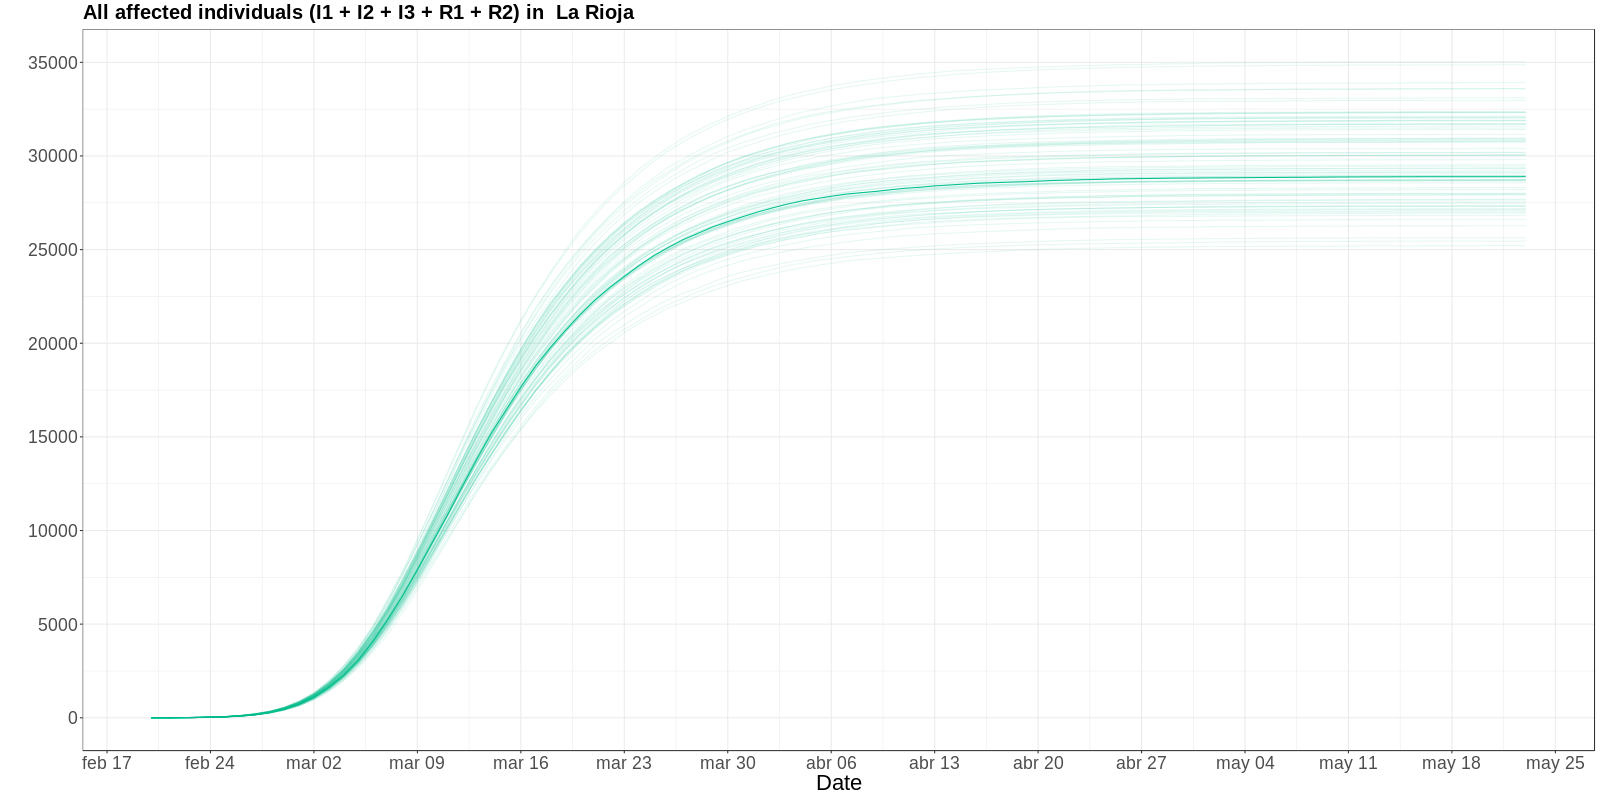 All affected individuals (I1 + I2 + I3 + R1 + R2) in  La Rioja
35000
30000
25000
20000
15000
10000
5000
0
feb 17 feb 24 mar 02 mar 09 mar 16 mar 23 mar 30 abr 06 abr 13 abr 20 abr 27 may 04 may 11 may 18 may 25
Date